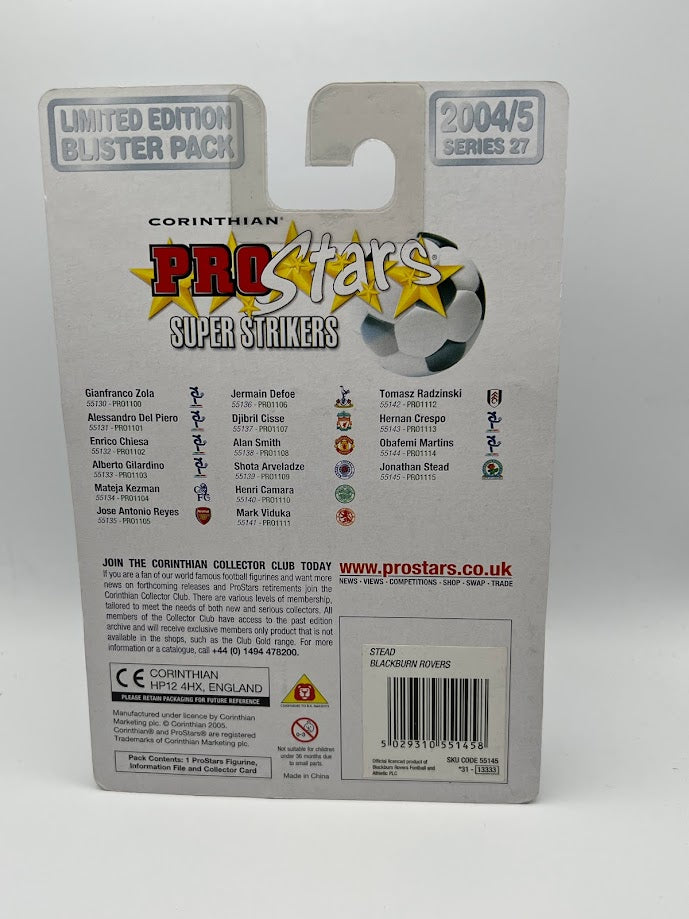 LIMITED EDITION
BLISTER PACK
2004/5
SERIES 27
CORINTHIAN®
PROStars®
SUPER STRIKERS
Gianfranco Zola
55130 - PRO1100
Alessandro Del Piero
55131 - PRO1101
Enrico Chiesa
55132 - PRO1102
Alberto Gilardino
55133 - PRO1103
Mateja Kezman
55134 - PRO1104
Jose Antonio Reyes
55135 - PRO1105
Jermain Defoe
55136 - PRO1106
Djibril Cisse
55137 - PRO1107
Alan Smith
55138 - PRO1108
Shota Arveladze
55139 - PRO1109
Henri Camara
55140 - PRO1110
Mark Viduka
55141 - PRO1111
Tomasz Radzinski
55142 - PRO1112
Hernan Crespo
55143 - PRO1113
Obafemi Martins
55144 - PRO1114
Jonathan Stead
55145 - PRO1115
JOIN THE CORINTHIAN COLLECTOR CLUB TODAY
If you are a fan of our world famous football figurines and want more
news on forthcoming releases and ProStars retirements join the
Corinthian Collector Club. There are various levels of membership,
tailored to meet the needs of both new and serious collectors. All
members of the Collector Club have access to the past edition
archive and will receive exclusive members only product that is not
available in the shops, such as the Club Gold range. For more
information or a catalogue, call +44 (0) 1494 478200.
www.prostars.co.uk
NEWS - VIEWS - COMPETITIONS - SHOP - SWAP - TRADE
CE CORINTHIAN
HP12 4HX, ENGLAND
PLEASE RETAIN PACKAGING FOR FUTURE REFERENCE
Manufactured under licence by Corinthian
Marketing plc. © Corinthian 2005.
Corinthian® and ProStars® are registered
Trademarks of Corinthian Marketing plc.
Pack Contents: 1 ProStars Figurine,
Information File and Collector Card
0-3
Not suitable for children
under 36 months due
to small parts.
Made in China
STEAD
BLACKBURN ROVERS
5 029310 551458
Official licenced product of
Blackburn Rovers Football and
Athletic PLC
SKU CODE 55145
*31 - 13333